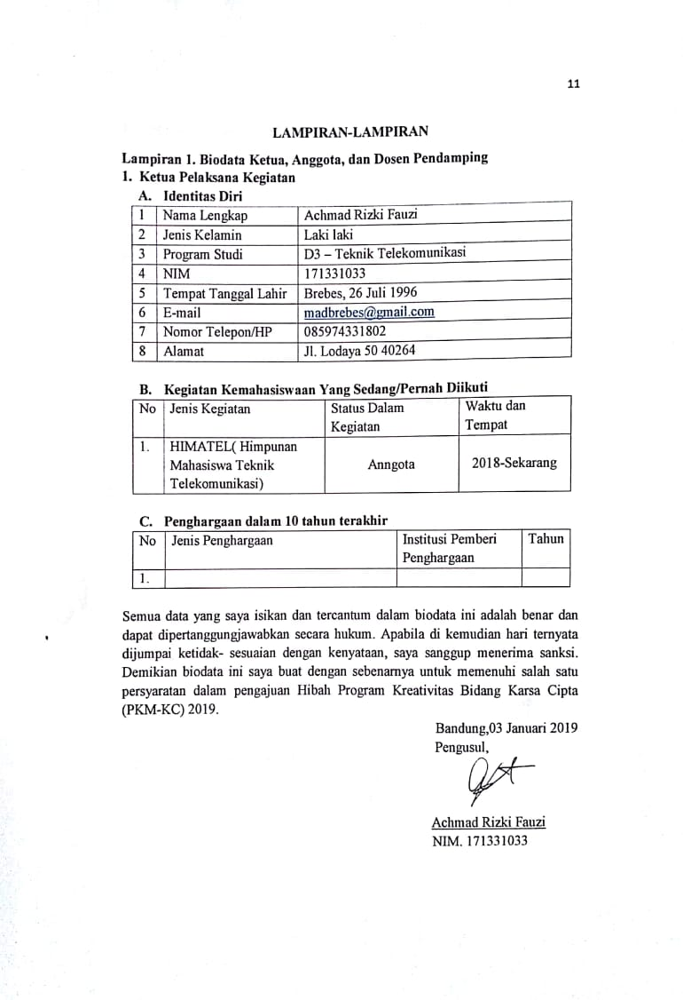 11
LAMPIRAN-LAMPIRAN
Lampiran 1. Biodata Ketua, Anggota, dan Dosen Pendamping
1. Ketua Pelaksana Kegiatan
A. Identitas Diri
1 Nama Lengkap Achmad Rizki Fauzi
2 Jenis Kelamin Laki laki
3 Program Studi D3 – Teknik Telekomunikasi
4 NIM 171331033
5 Tempat Tanggal Lahir Brebes, 26 Juli 1996
6 E-mail madbrebes@gmail.com
7 Nomor Telepon/HP 085974331802
8 Alamat Jl. Lodaya 50 40264
B. Kegiatan Kemahasiswaan Yang Sedang/Pernah Diikuti
No Jenis Kegiatan Status Dalam Waktu dan
Kegiatan Tempat
1. HIMATEL( Himpunan
Mahasiswa Teknik Anngota 2018-Sekarang
Telekomunikasi)
C. Penghargaan dalam 10 tahun terakhir
No Jenis Penghargaan Institusi Pemberi Tahun
Penghargaan
1.
Semua data yang saya isikan dan tercantum dalam biodata ini adalah benar dan
dapat dipertanggungjawabkan secara hukum. Apabila di kemudian hari ternyata
dijumpai ketidak- sesuaian dengan kenyataan, saya sanggup menerima sanksi.
Demikian biodata ini saya buat dengan sebenarnya untuk memenuhi salah satu
persyaratan dalam pengajuan Hibah Program Kreativitas Bidang Karsa Cipta
(PKM-KC) 2019.
Bandung,03 Januari 2019
Pengusul,
Achmad Rizki Fauzi
NIM. 171331033